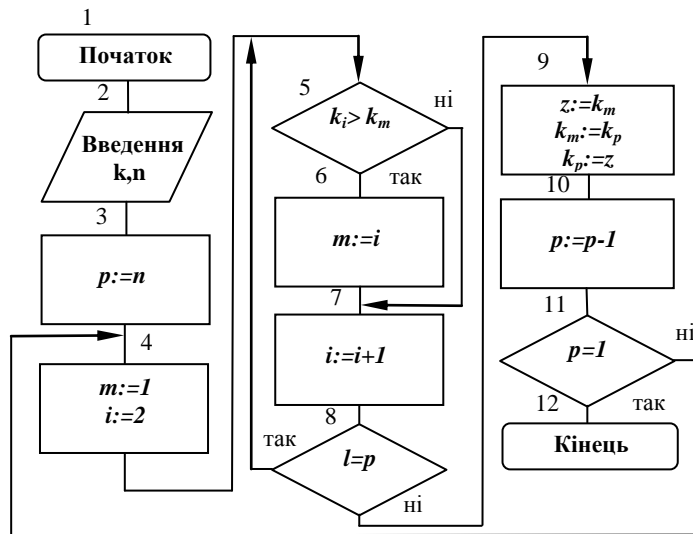 1
Початок
2
Введення
k,n
3
p:=n
4
m:=1
i:=2
5
kᵢ> kₘ
ні
6
так
m:=i
7
i:=i+1
8
так
l=p
ні
9
z:=kₘ
kₘ:=kₚ
kₚ:=z
10
p:=p-1
11
p=1
ні
12
так
Кінець